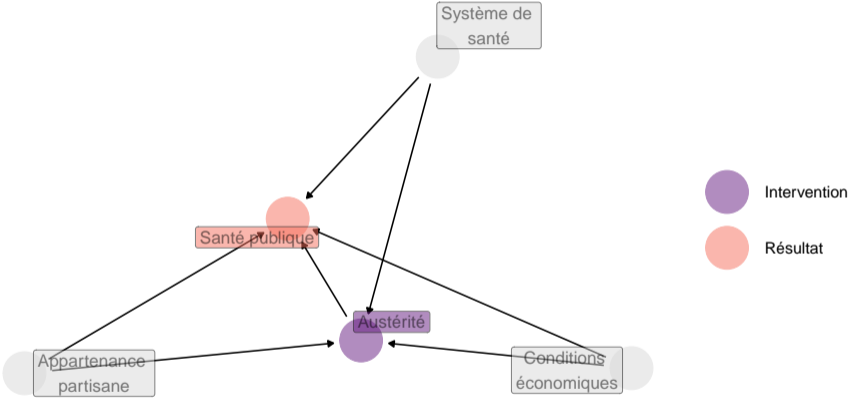 Système de
santé
Intervention
Résultat
Santé publique
Austérité
Appartenance
partisane
Conditions
économiques